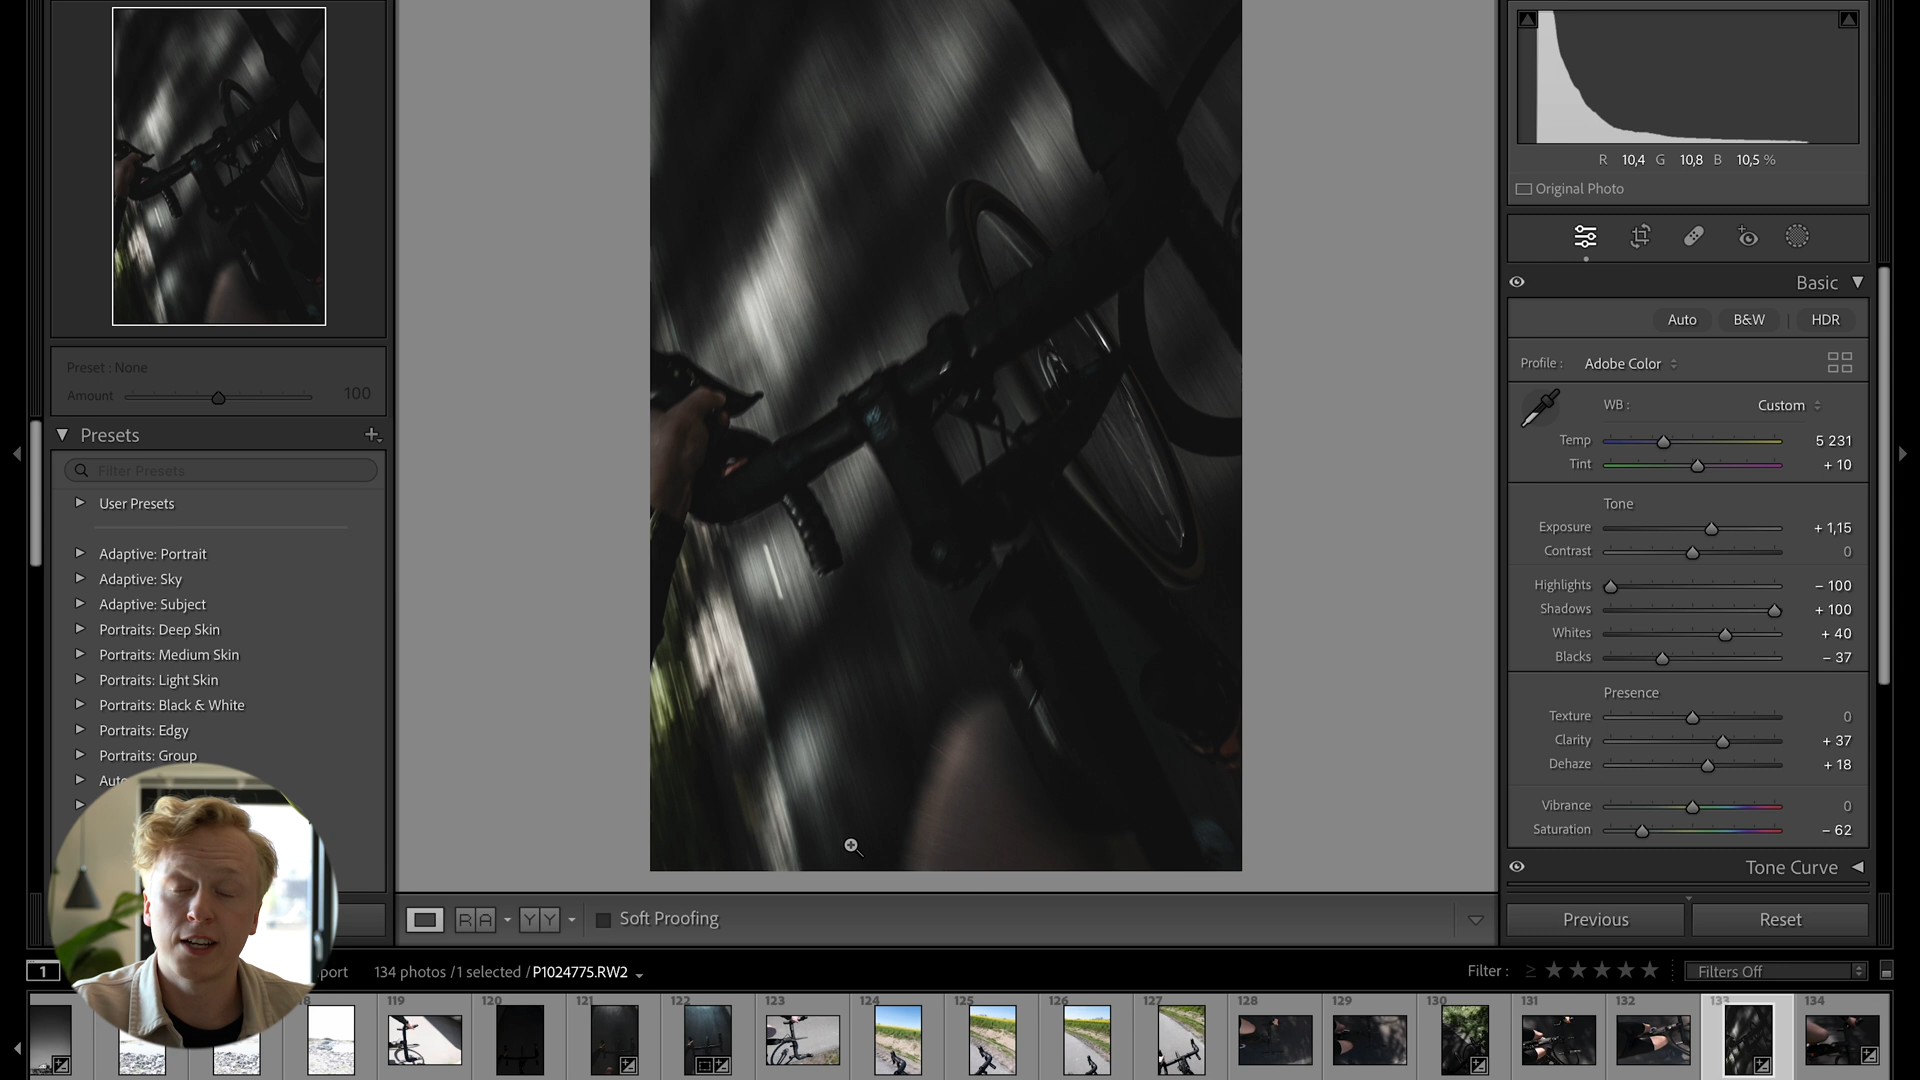 R 10,4 G 10,8 B 10,5 %
Original Photo
Preset : None
Amount 100
Presets
Filter Presets
User Presets
Adaptive: Portrait
Adaptive: Sky
Adaptive: Subject
Portraits: Deep Skin
Portraits: Medium Skin
Portraits: Light Skin
Portraits: Black & White
Portraits: Edgy
Portraits: Group
Basic
Auto B&W | HDR
Profile : Adobe Color
WB : Custom
Temp 5 231
Tint + 10
Tone
Exposure + 1,15
Contrast 0
Highlights – 100
Shadows + 100
Whites + 40
Blacks – 37
Presence
Texture 0
Clarity + 37
Dehaze + 18
Vibrance 0
Saturation – 62
Tone Curve
Previous Reset
R A Y Y Soft Proofing
1 134 photos /1 selected /P1024775.RW2
Filter : ≥ ★★★★★ Filters Off
119 120 121 122 123 124 125 126 127 128 129 130 131 132 133 134